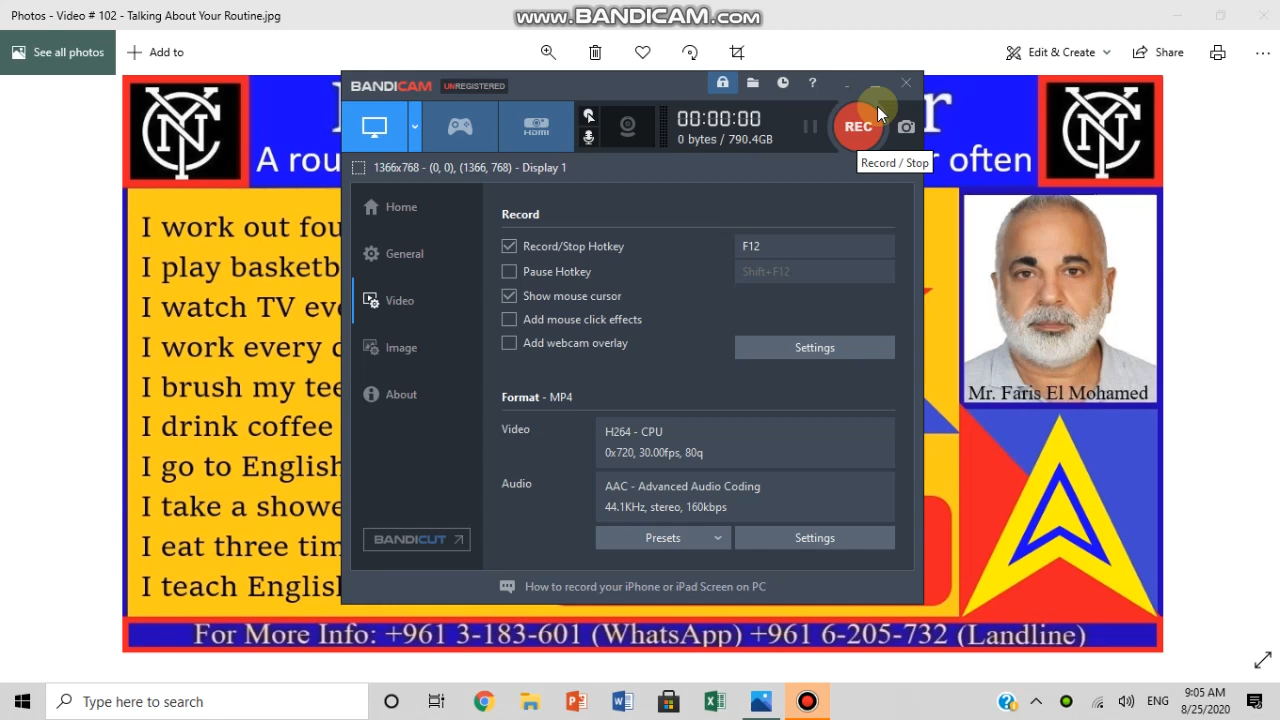 Photos - Video # 102 - Talking About Your Routine.jpg
www.BANDICAM.com
See all photos
Add to
Edit & Create
Share
A rou
r
often
NY
NY
BANDICAM UNREGISTERED
?
HDMI
00:00:00
0 bytes / 790.4GB
REC
Record / Stop
1366x768 - (0, 0), (1366, 768) - Display 1
Home
General
Video
Image
About
BANDICUT
Record
Record/Stop Hotkey
F12
Pause Hotkey
Shift+F12
Show mouse cursor
Add mouse click effects
Add webcam overlay
Settings
Format - MP4
Video
H264 - CPU
0x720, 30.00fps, 80q
Audio
AAC - Advanced Audio Coding
44.1KHz, stereo, 160kbps
Presets
Settings
How to record your iPhone or iPad Screen on PC
I work out fou
I play basketb
I watch TV eve
I work every d
I brush my tee
I drink coffee
I go to English
I take a showe
I eat three tim
I teach English
Mr. Faris El Mohamed
For More Info: +961 3-183-601 (WhatsApp) +961 6-205-732 (Landline)
Type here to search
ENG
9:05 AM
8/25/2020